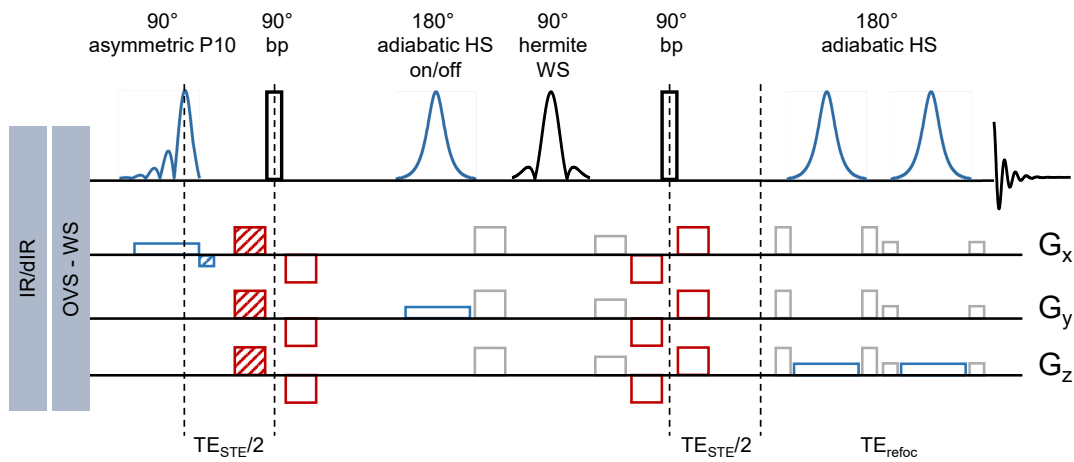 90°
asymmetric P10
90°
bp
180°
adiabatic HS
on/off
90°
hermite
WS
90°
bp
180°
adiabatic HS
IR/dIR
OVS - WS
Gx
Gy
Gz
TESTE/2
TESTE/2
TErefoc